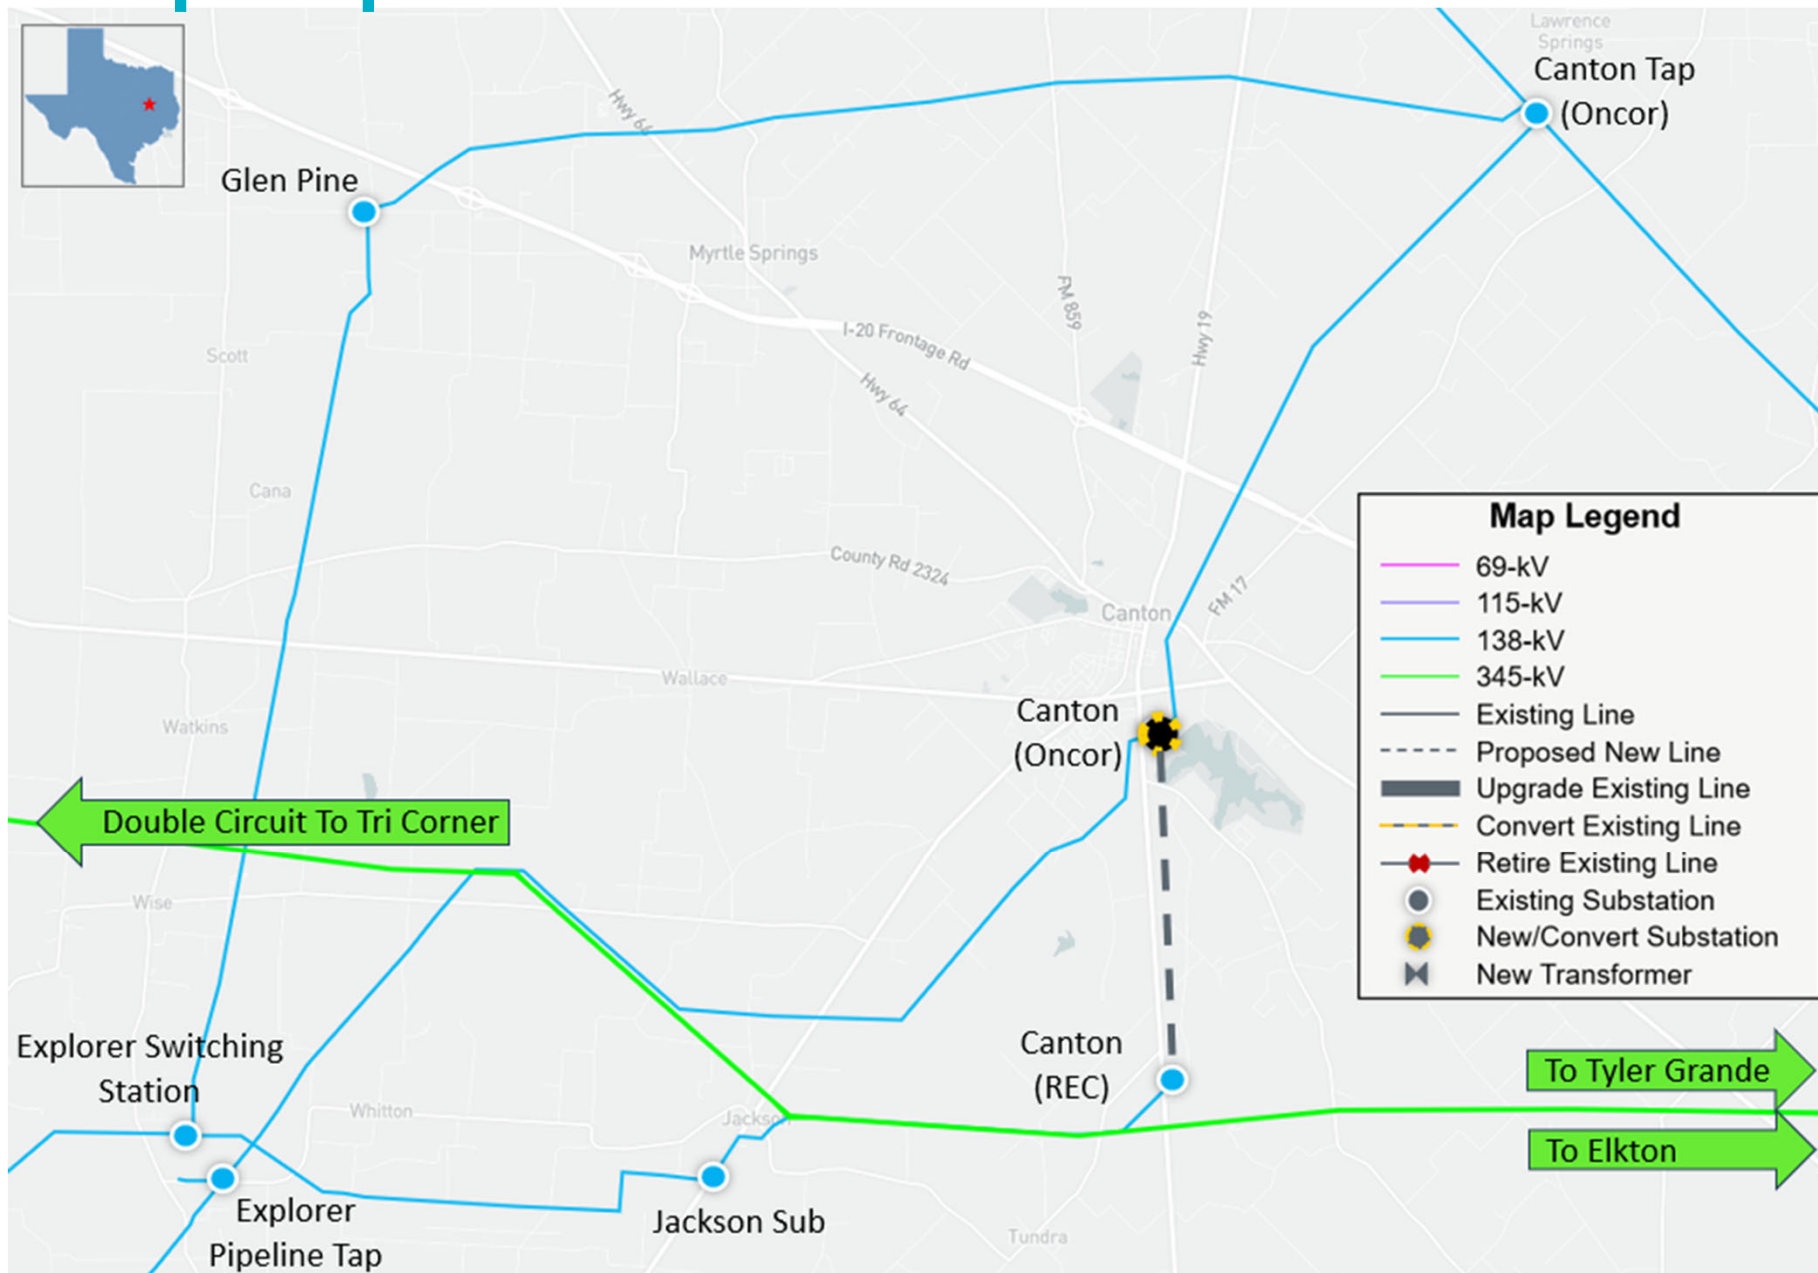 Lawrence
Springs
Canton Tap
(Oncor)
Hwy 64
Glen Pine
Myrtle Springs
FM 859
Hwy 19
I-20 Frontage Rd
Scott
Hwy 64
Cana
Map Legend
69-kV
115-kV
138-kV
345-kV
Existing Line
Proposed New Line
Upgrade Existing Line
Convert Existing Line
Retire Existing Line
Existing Substation
New/Convert Substation
New Transformer
County Rd 2324
FM 17
Canton
Wallace
Watkins
Canton
(Oncor)
Double Circuit To Tri Corner
Wise
Explorer Switching
Station
Canton
(REC)
To Tyler Grande
Whitton
Jackson
To Elkton
Explorer
Pipeline Tap
Jackson Sub
Tundra